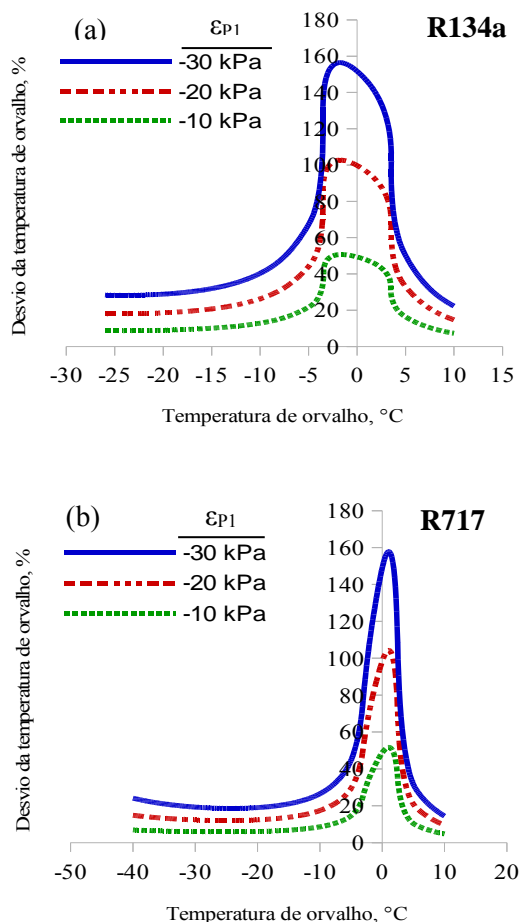 (a)
R134a
εP1
-30 kPa
-20 kPa
-10 kPa
Desvio da temperatura de orvalho, %
180
160
140
120
100
80
60
40
20
0
-30 -25 -20 -15 -10 -5 0 5 10 15
Temperatura de orvalho, °C
(b)
R717
εP1
-30 kPa
-20 kPa
-10 kPa
Desvio da temperatura de orvalho, %
180
160
140
120
100
80
60
40
20
0
-50 -40 -30 -20 -10 0 10 20
Temperatura de orvalho, °C